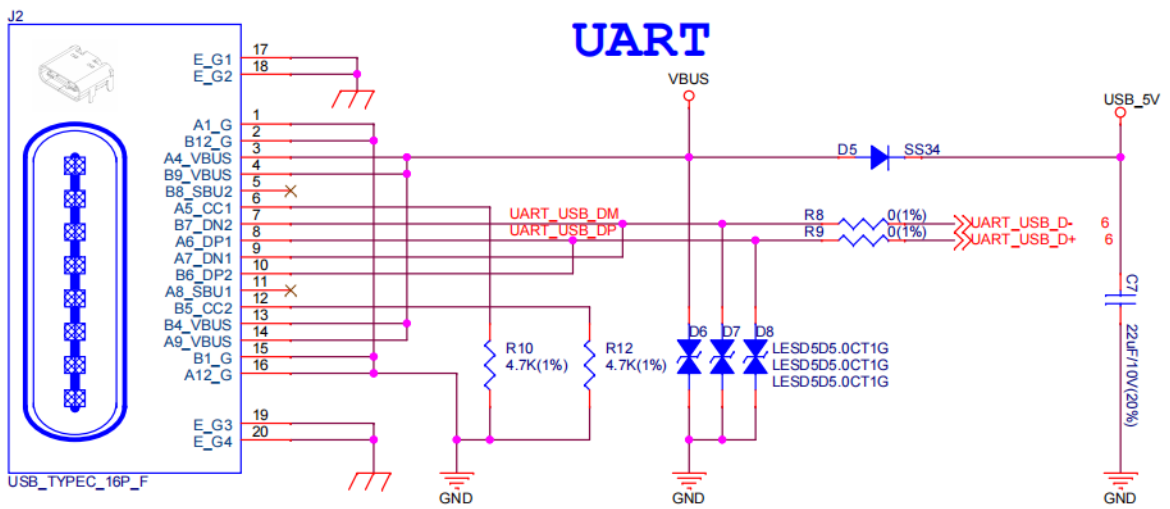 J2
UART
E_G1 17
E_G2 18
VBUS
USB_5V
A1_G 1
B12_G 2
A4_VBUS 3
D5 SS34
B9_VBUS 4
B8_SBU2 5
A5_CC1 6
B7_DN2 7
UART_USB_DM
R8 0(1%)
UART_USB_D- 6
A6_DP1 8
UART_USB_DP
R9 0(1%)
UART_USB_D+ 6
A7_DN1 9
B6_DP2 10
A8_SBU1 11
B5_CC2 12
B4_VBUS 13
A9_VBUS 14
B1_G 15
A12_G 16
C7
22uF/10V(20%)
R10
4.7K(1%)
R12
4.7K(1%)
D6 D7 D8
LESD5D5.0CT1G
LESD5D5.0CT1G
LESD5D5.0CT1G
E_G3 19
E_G4 20
USB_TYPEC_16P_F
GND
GND
GND